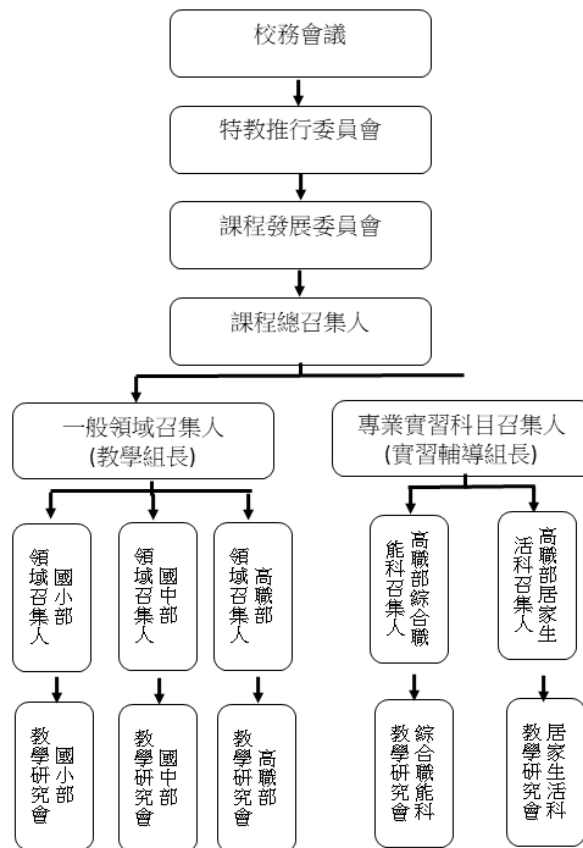 校務會議
特教推行委員會
課程發展委員會
課程總召集人
一般領域召集人
(教學組長)
專業實習科目召集人
(實習輔導組長)
國小部
領域召集人
國中部
領域召集人
高職部
領域召集人
高職部綜合職
能科召集人
高職部居家生
活科召集人
國小部
教學研究會
國中部
教學研究會
高職部
教學研究會
綜合職能科
教學研究會
居家生活科
教學研究會